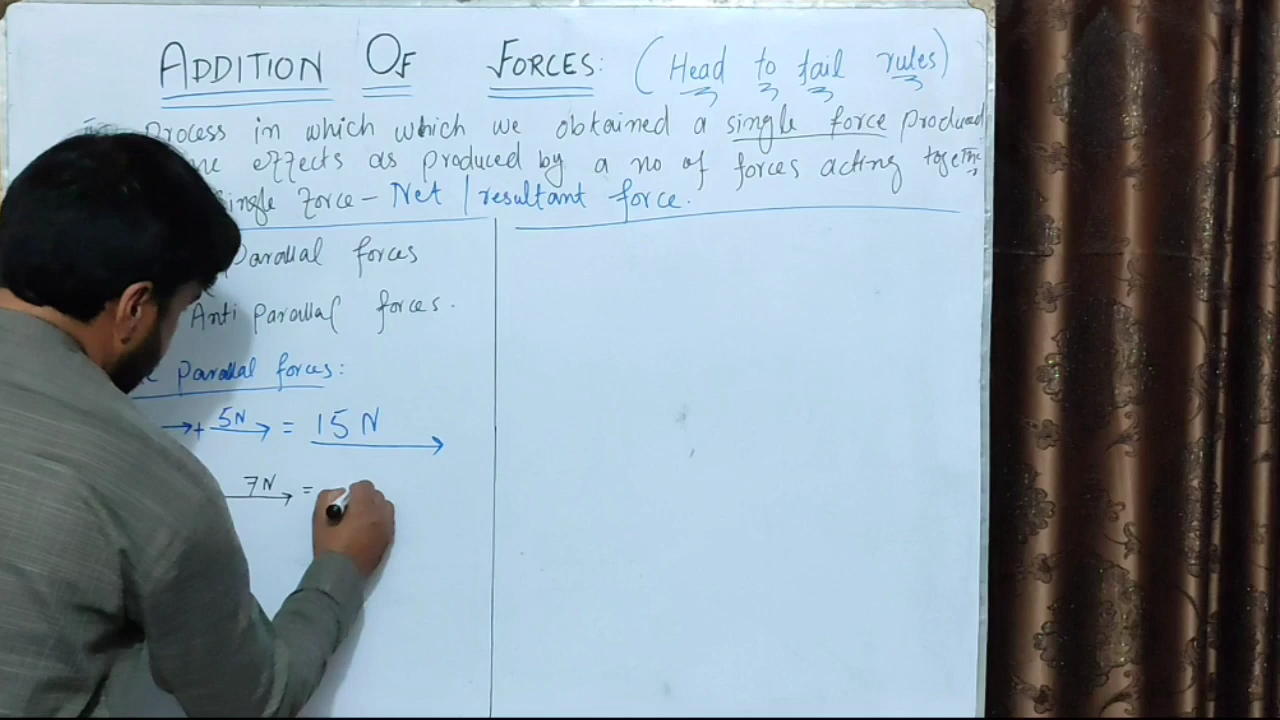 ADDITION OF FORCES: (Head to tail rules)
Process in which which we obtained a single force produced
effects as produced by a no of forces acting together
single force - Net / resultant force.
Parallal forces
Anti parallal forces.
parallal forces:
→+ 5N → = 15 N →
7N → =